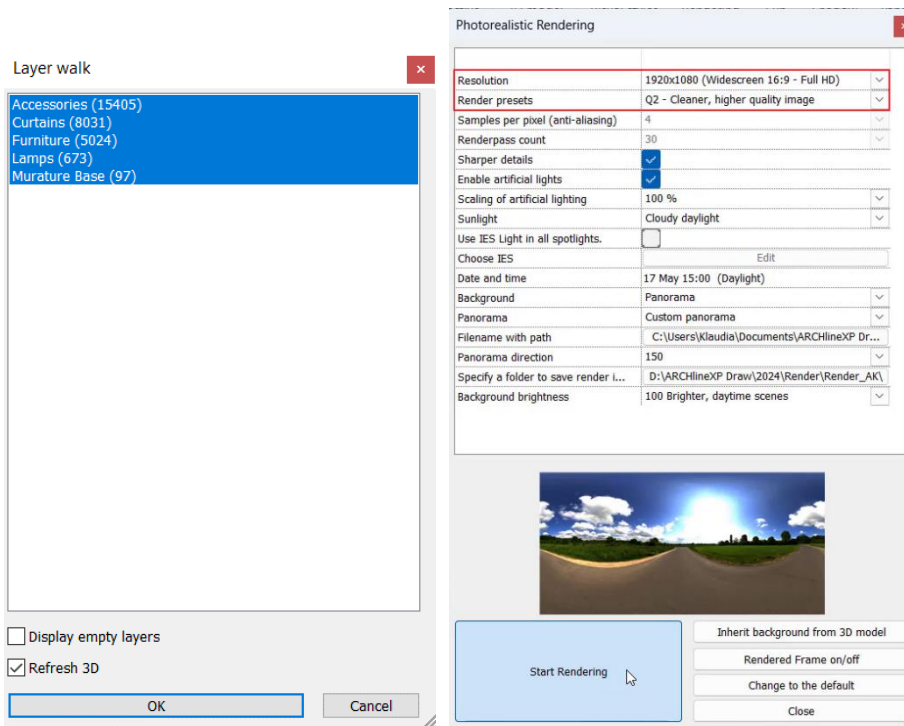 Layer walk
Accessories (15405)
Curtains (8031)
Furniture (5024)
Lamps (673)
Murature Base (97)
Display empty layers
Refresh 3D
OK Cancel
Photorealistic Rendering
Resolution 1920x1080 (Widescreen 16:9 - Full HD)
Render presets Q2 - Cleaner, higher quality image
Samples per pixel (anti-aliasing) 4
Renderpass count 30
Sharper details
Enable artificial lights
Scaling of artificial lighting 100 %
Sunlight Cloudy daylight
Use IES Light in all spotlights.
Choose IES Edit
Date and time 17 May 15:00 (Daylight)
Background Panorama
Panorama Custom panorama
Filename with path C:\Users\Klaudia\Documents\ARCHlineXP Dr...
Panorama direction 150
Specify a folder to save render i... D:\ARCHlineXP Draw\2024\Render\Render_AK\
Background brightness 100 Brighter, daytime scenes
Start Rendering
Inherit background from 3D model
Rendered Frame on/off
Change to the default
Close